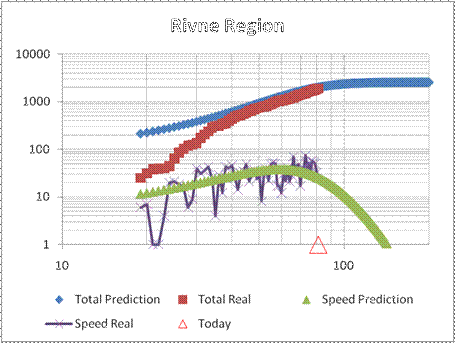 Rivne Region
10000
1000
100
10
1
10 100
Total Prediction Total Real Speed Prediction
Speed Real Today